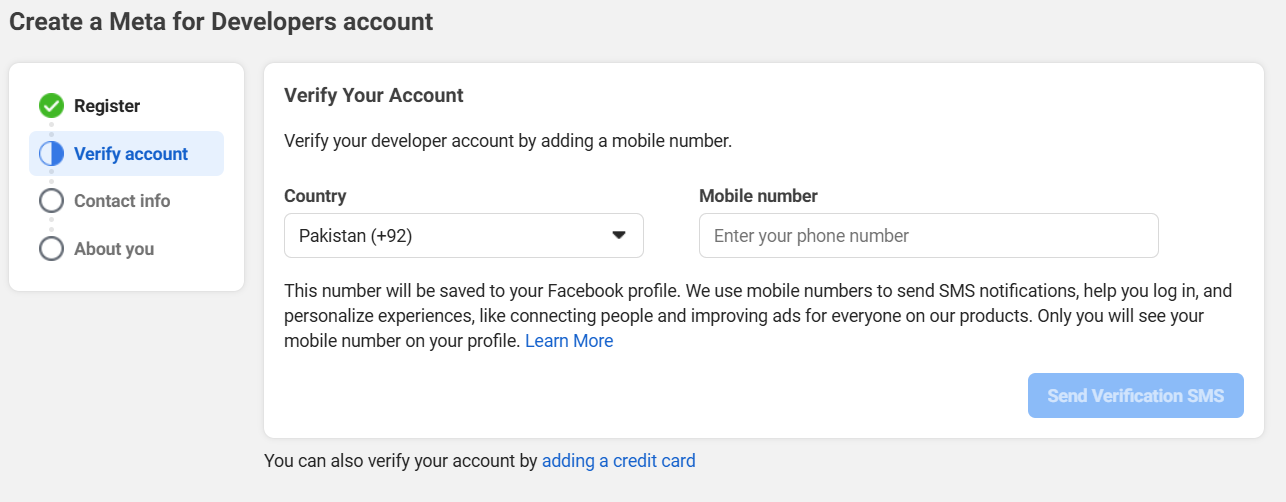 Create a Meta for Developers account
Register
Verify account
Contact info
About you
Verify Your Account
Verify your developer account by adding a mobile number.
Country
Mobile number
Pakistan (+92)
Enter your phone number
This number will be saved to your Facebook profile. We use mobile numbers to send SMS notifications, help you log in, and
personalize experiences, like connecting people and improving ads for everyone on our products. Only you will see your
mobile number on your profile. Learn More
Send Verification SMS
You can also verify your account by adding a credit card